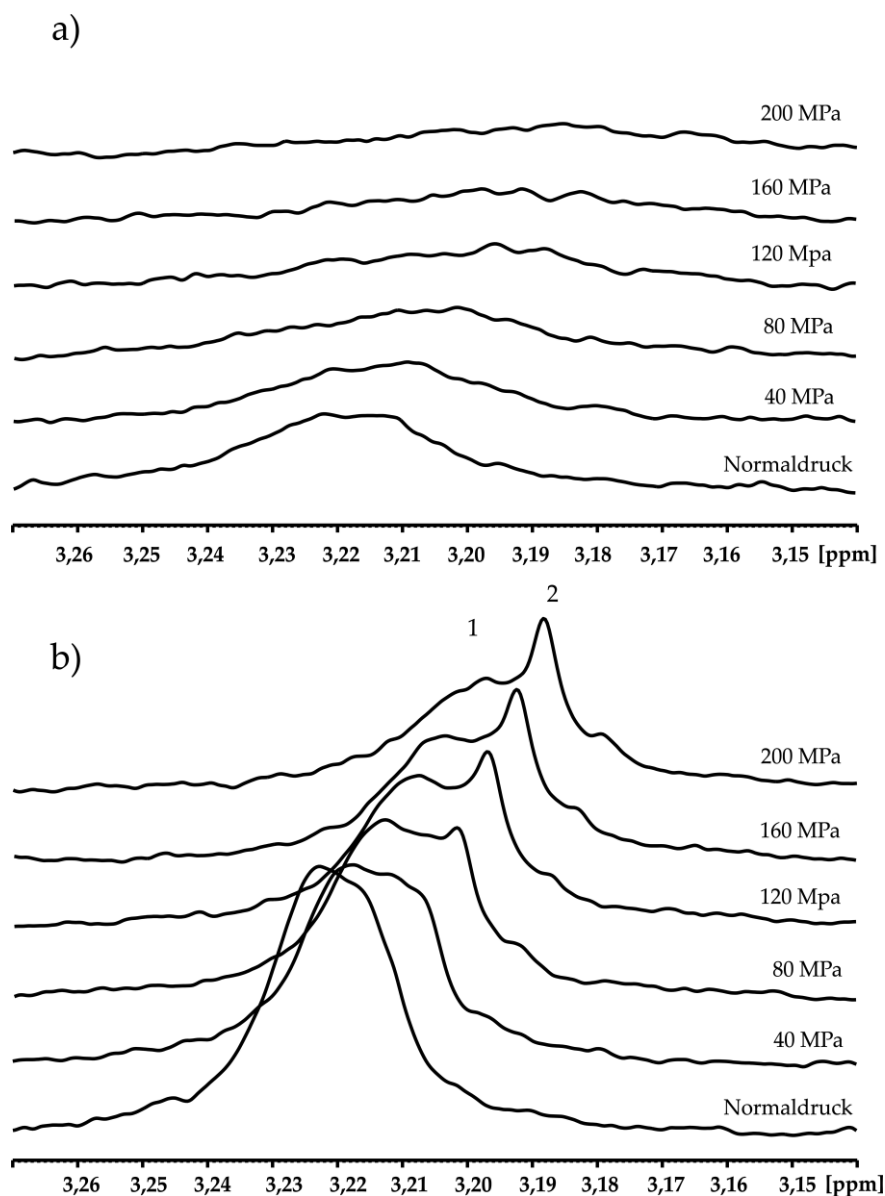 a)
200 MPa
160 MPa
120 Mpa
80 MPa
40 MPa
Normaldruck
3,26 3,25 3,24 3,23 3,22 3,21 3,20 3,19 3,18 3,17 3,16 3,15 [ppm]
2
1
b)
200 MPa
160 MPa
120 Mpa
80 MPa
40 MPa
Normaldruck
3,26 3,25 3,24 3,23 3,22 3,21 3,20 3,19 3,18 3,17 3,16 3,15 [ppm]